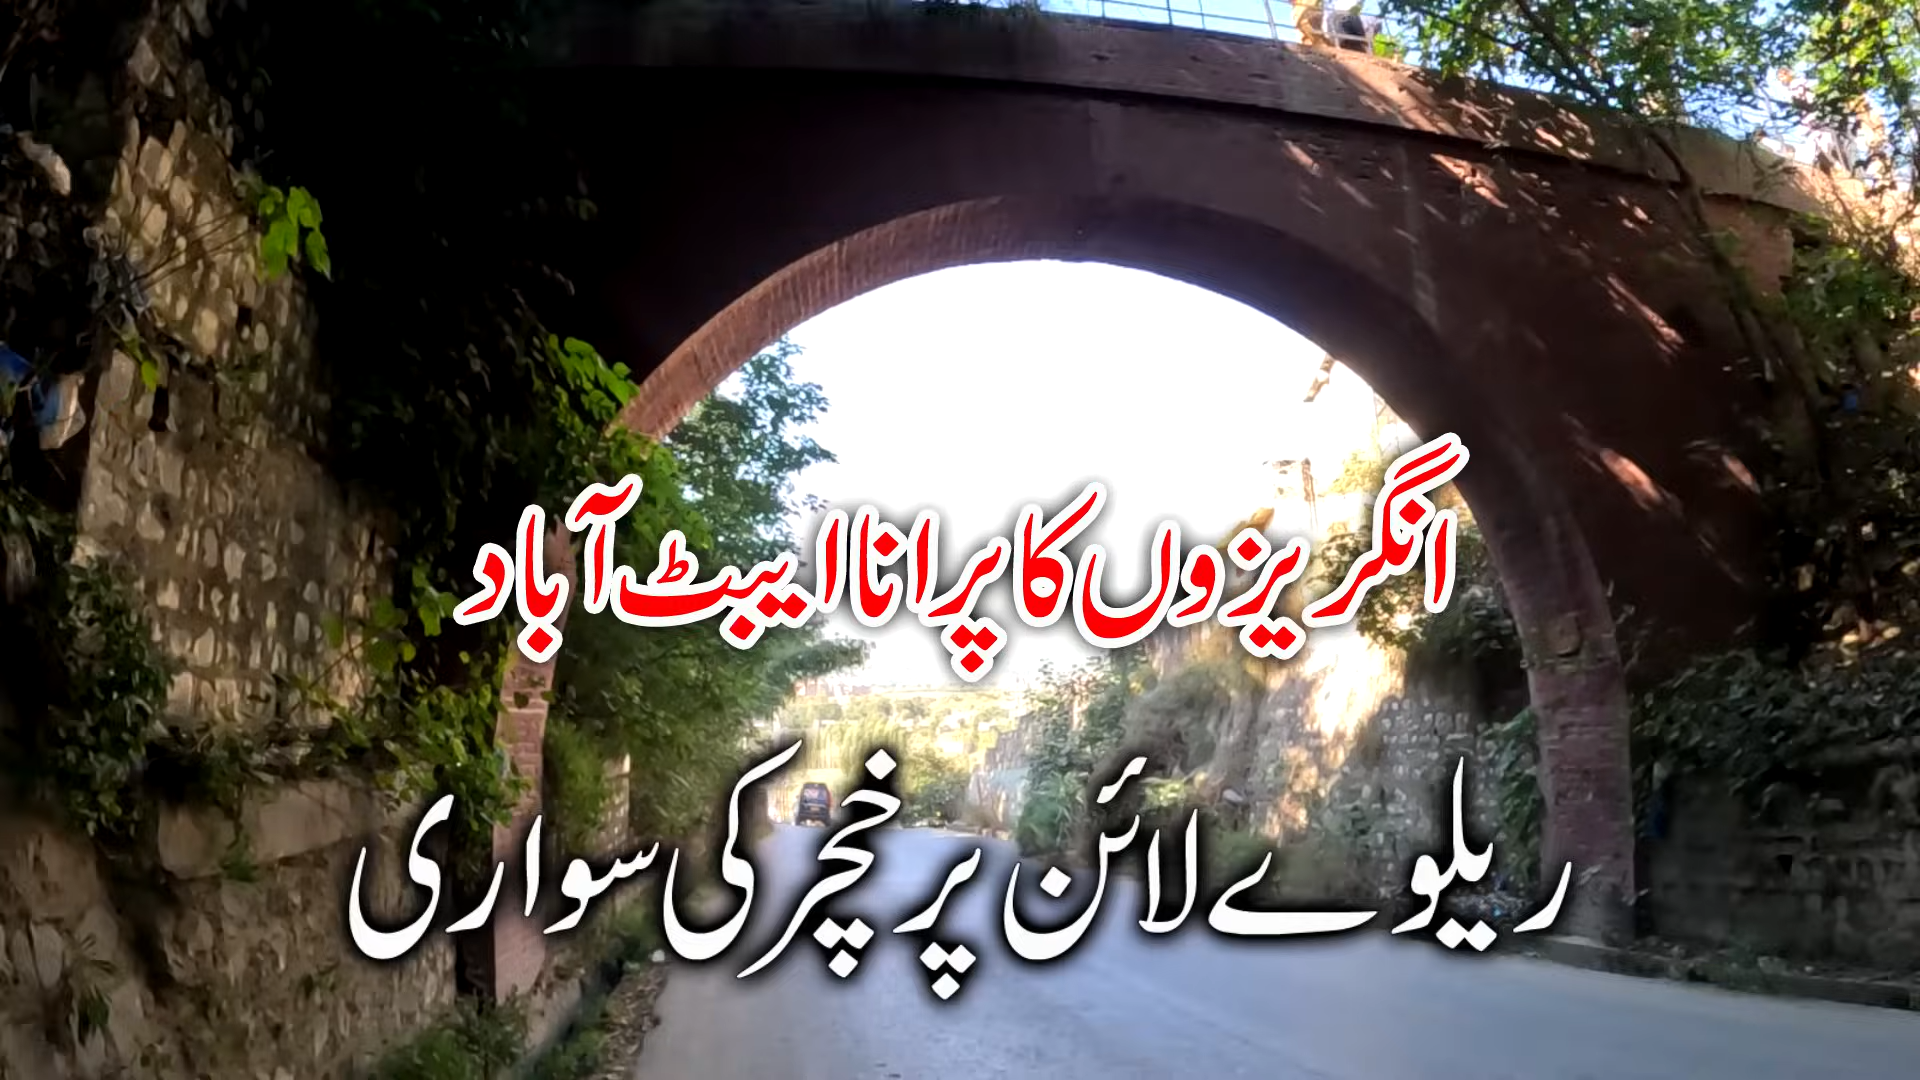 انگریزوں کا پرانا ایبٹ آباد
ریلوے لائن پر خچر کی سواری